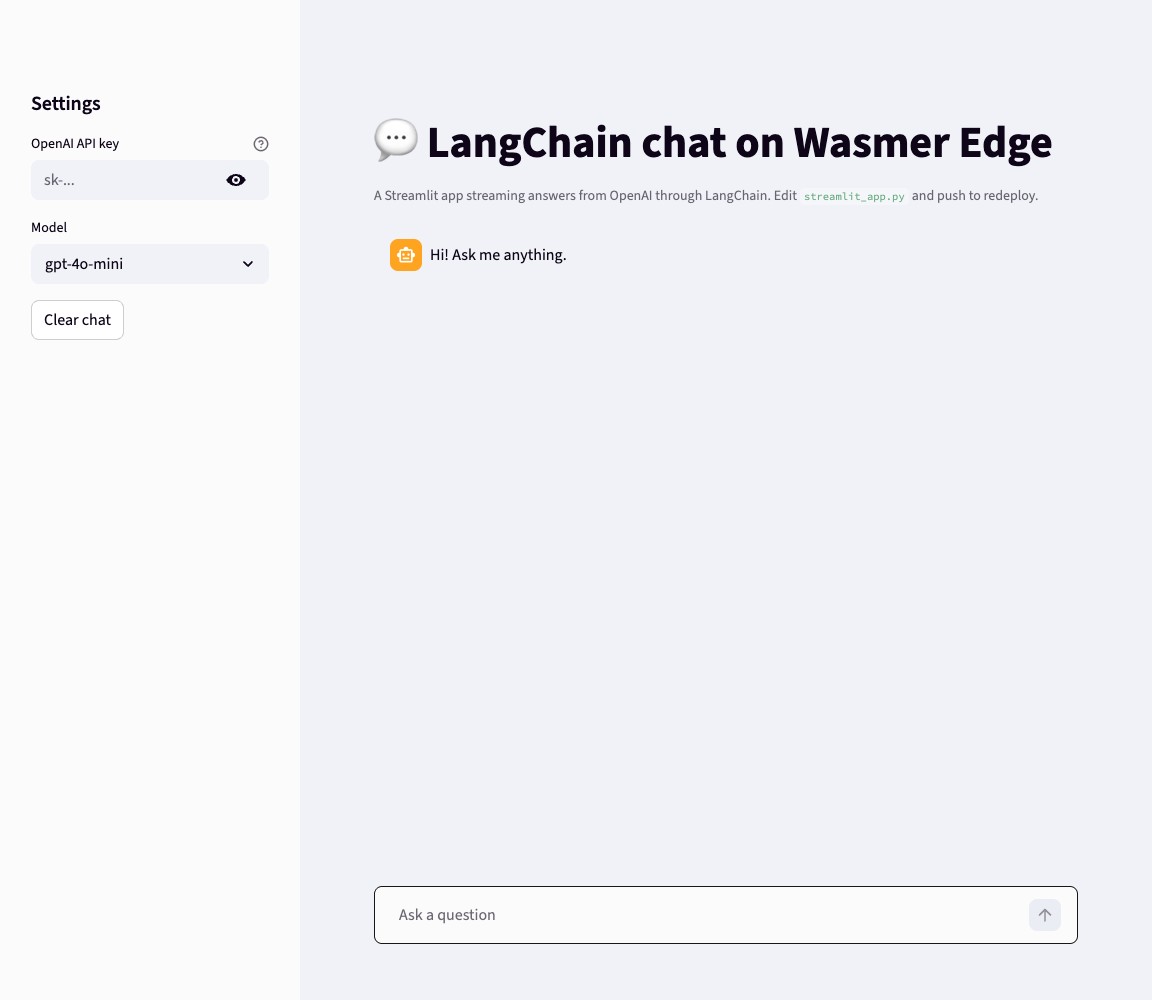 Settings
OpenAI API key
sk-...
Model
gpt-4o-mini
Clear chat
LangChain chat on Wasmer Edge
A Streamlit app streaming answers from OpenAI through LangChain. Edit streamlit_app.py and push to redeploy.
Hi! Ask me anything.
Ask a question